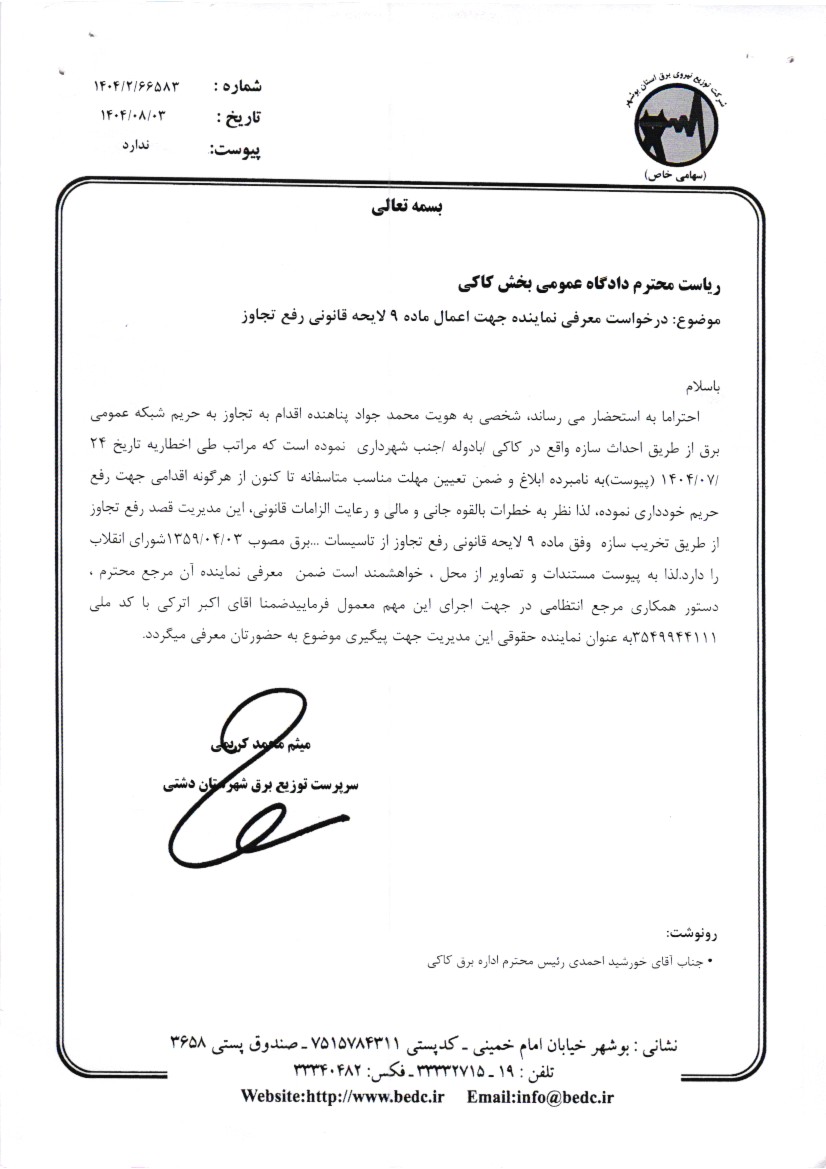 شرکت توزیع نیروی برق استان بوشهر
(سهامی خاص)
شماره : ۱۴۰۴/۲/۶۶۵۸۳
تاریخ : ۱۴۰۴/۰۸/۰۳
پیوست: ندارد
بسمه تعالی
ریاست محترم دادگاه عمومی بخش کاکی
موضوع: درخواست معرفی نماینده جهت اعمال ماده ۹ لایحه قانونی رفع تجاوز
باسلام
احتراما به استحضار می رساند، شخصی به هویت محمد جواد پناهنده اقدام به تجاوز به حریم شبکه عمومی
برق از طریق احداث سازه واقع در کاکی /بادوله /جنب شهرداری نموده است که مراتب طی اخطاریه تاریخ ۲۴
/۱۴۰۴/۰۷ (پیوست)به نامبرده ابلاغ و ضمن تعیین مهلت مناسب متاسفانه تا کنون از هرگونه اقدامی جهت رفع
حریم خودداری نموده، لذا نظر به خطرات بالقوه جانی و مالی و رعایت الزامات قانونی، این مدیریت قصد رفع تجاوز
از طریق تخریب سازه وفق ماده ۹ لایحه قانونی رفع تجاوز از تاسیسات ...برق مصوب ۱۳۵۹/۰۴/۰۳شورای انقلاب
را دارد.لذا به پیوست مستندات و تصاویر از محل ، خواهشمند است ضمن معرفی نماینده آن مرجع محترم ،
دستور همکاری مرجع انتظامی در جهت اجرای این مهم معمول فرماییدضمنا اقای اکبر اترکی با کد ملی
۳۵۴۹۹۴۴۱۱۱به عنوان نماینده حقوقی این مدیریت جهت پیگیری موضوع به حضورتان معرفی میگردد.
میثم محمد کریمی
سرپرست توزیع برق شهرستان دشتی
رونوشت:
• جناب آقای خورشید احمدی رئیس محترم اداره برق کاکی
نشانی : بوشهر خیابان امام خمینی ـ کدپستی ۷۵۱۵۷۸۴۳۱۱ ـ صندوق پستی ۳۶۵۸
تلفن : ۱۹ ـ ۳۳۳۳۲۷۱۵ ـ فکس: ۳۳۳۴۰۴۸۲
Website:http://www.bedc.ir Email:info@bedc.ir